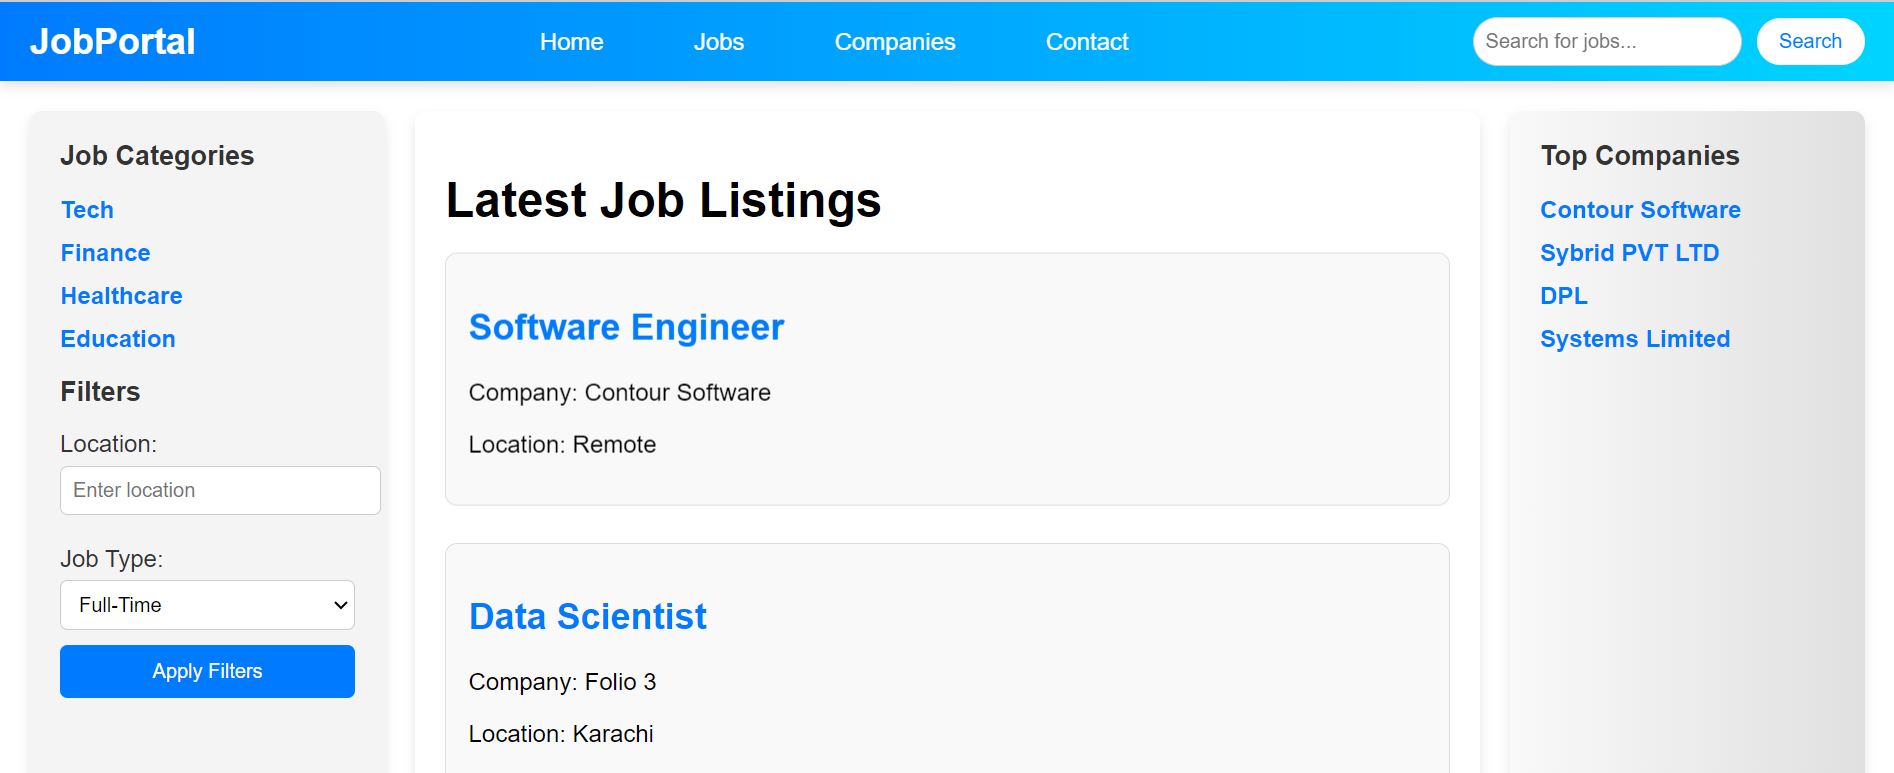 JobPortal
Home
Jobs
Companies
Contact
Search for jobs...
Search
Job Categories
Tech
Finance
Healthcare
Education
Filters
Location:
Enter location
Job Type:
Full-Time
Apply Filters
Latest Job Listings
Software Engineer
Company: Contour Software
Location: Remote
Data Scientist
Company: Folio 3
Location: Karachi
Top Companies
Contour Software
Sybrid PVT LTD
DPL
Systems Limited